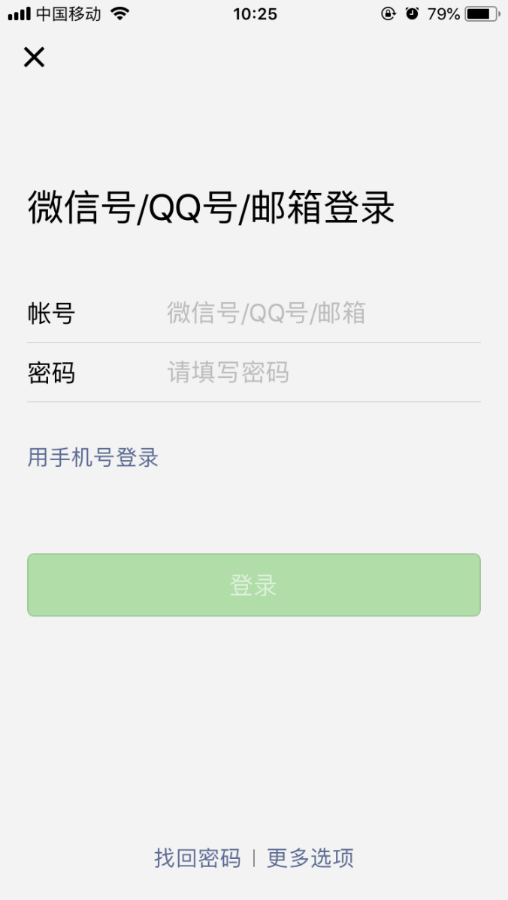 中国移动 10:25 79%
微信号/QQ号/邮箱登录
帐号 微信号/QQ号/邮箱
密码 请填写密码
用手机号登录
登录
找回密码 | 更多选项